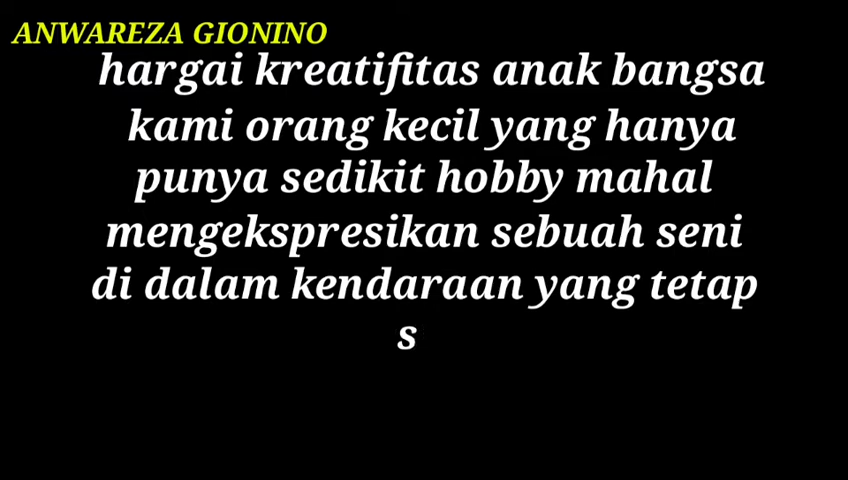 ANWAREZA GIONINO
hargai kreatifitas anak bangsa
kami orang kecil yang hanya
punya sedikit hobby mahal
mengekspresikan sebuah seni
di dalam kendaraan yang tetap
s